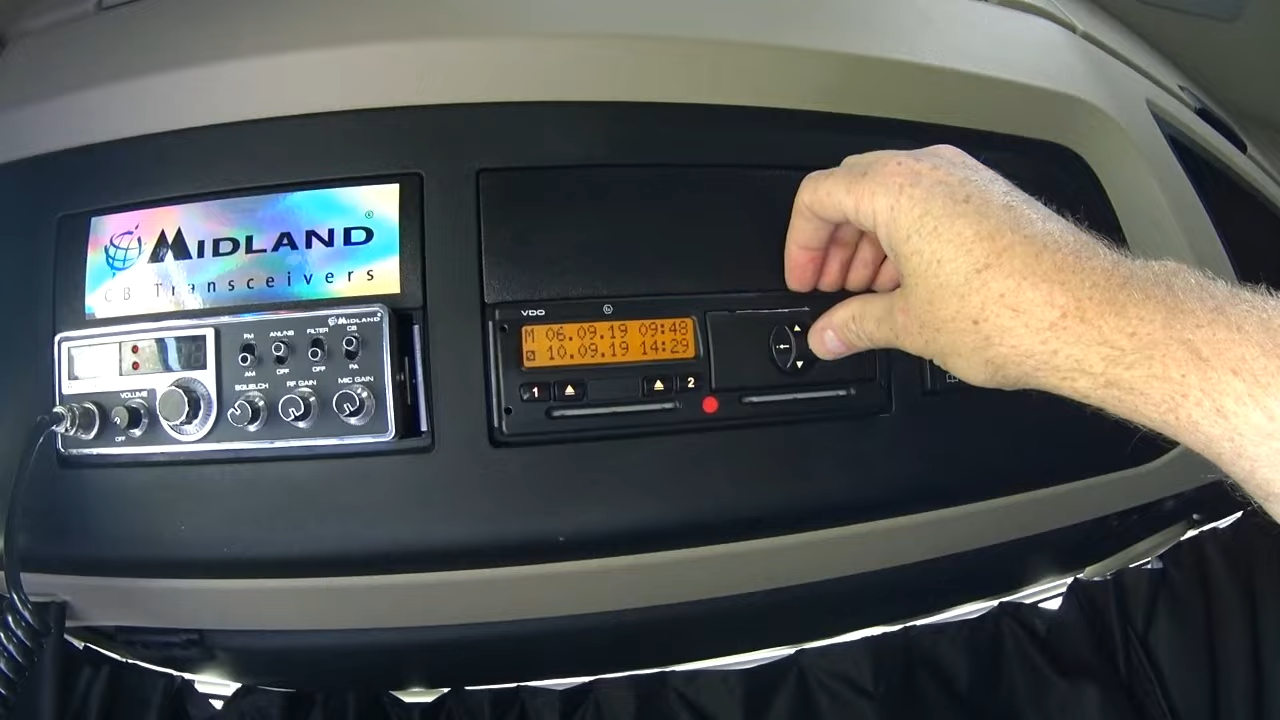 MIDLAND ®
CB Transceivers
MIDLAND
FM ANL/NB FILTER CB
AM OFF OFF PA
VOLUME SQUELCH RF GAIN MIC GAIN
OFF
VDO
M 06.09.19 09:48
10.09.19 14:29
1 2